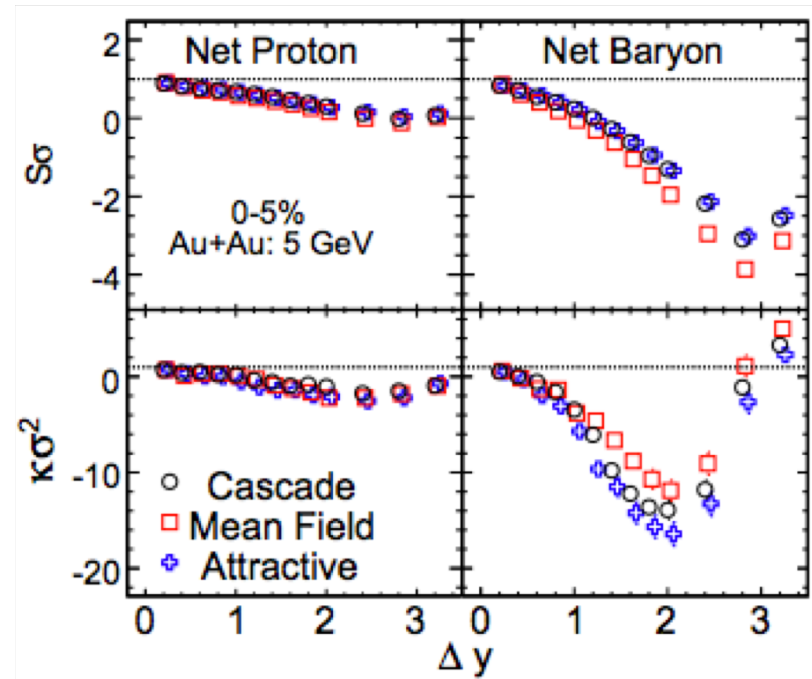 Net Proton
Net Baryon
2
0
-2
-4
Sσ
0-5%
Au+Au: 5 GeV
0
-10
-20
κσ²
Cascade
Mean Field
Attractive
0 1 2 3
0 1 2 3
Δ y